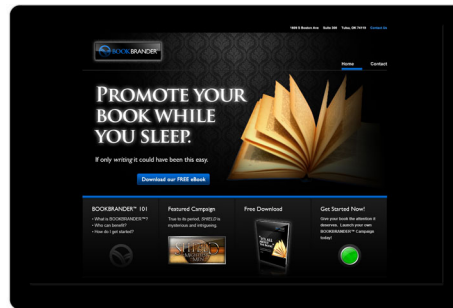 1609 S Boston Ave Suite 300 Tulsa, OK 74119 Contact Us
BOOKBRANDER
Home Contact
PROMOTE YOUR
BOOK WHILE
YOU SLEEP.
If only writing it could have been this easy.
Download our FREE eBook
BOOKBRANDER™ 101
• What is BOOKBRANDER™?
• Who can benefit?
• How do I get started?
Featured Campaign
True to its period, SHIELD is
mysterious and intriguing.
SHIELD
Free Download
Get Started Now!
Give your book the attention it
deserves. Launch your own
BOOKBRANDER™ Campaign
today!